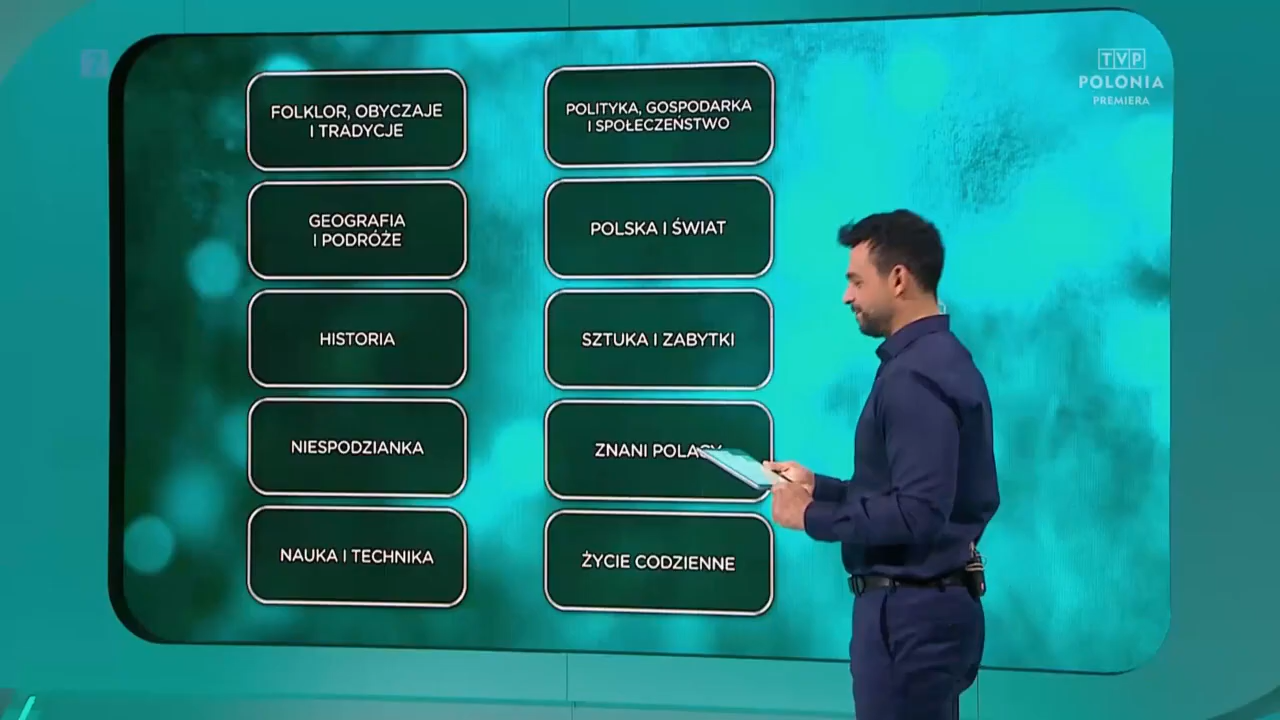 FOLKLOR, OBYCZAJE
I TRADYCJE
GEOGRAFIA
I PODRÓŻE
HISTORIA
NIESPODZIANKA
NAUKA I TECHNIKA
POLITYKA, GOSPODARKA
I SPOŁECZEŃSTWO
POLSKA I ŚWIAT
SZTUKA I ZABYTKI
ZNANI
ŻYCIE CODZIENNE
TVP
POLONIA
PREMIERA